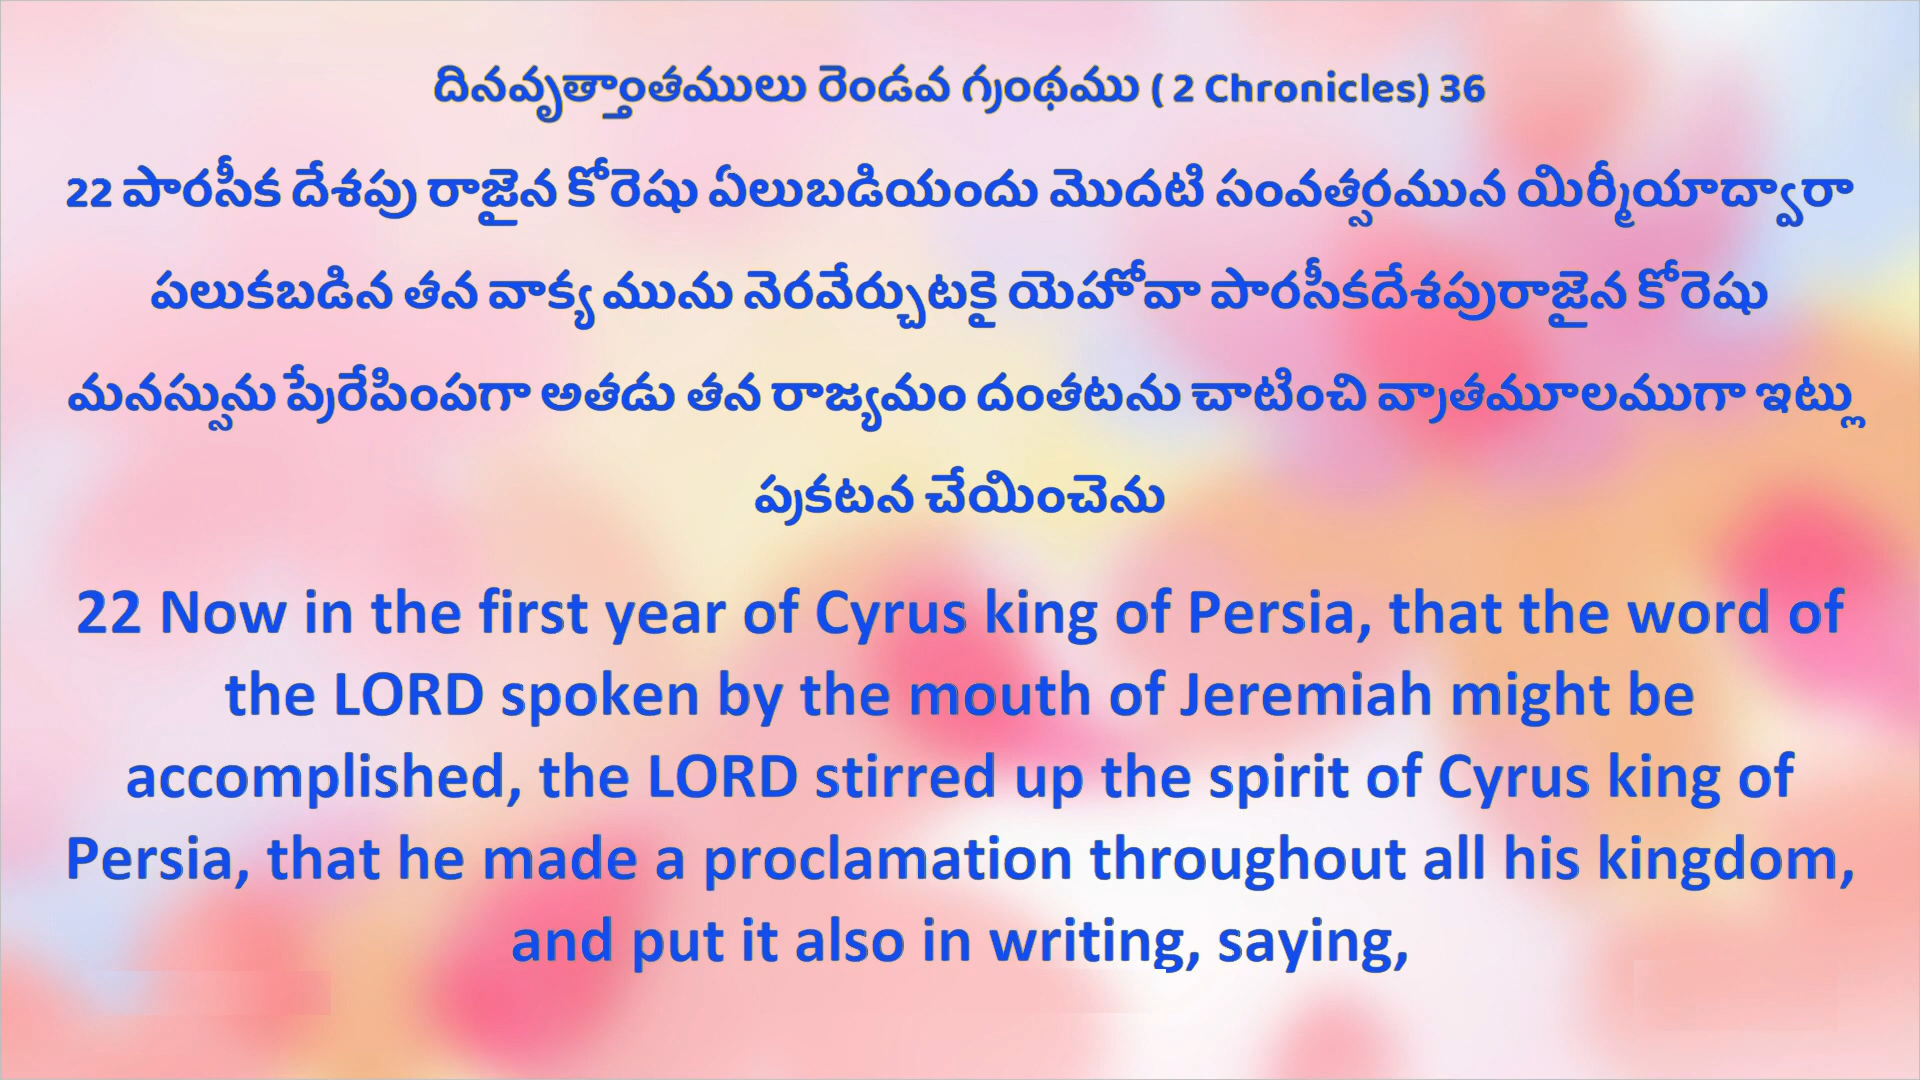 దినవృత్తాంతములు రెండవ గ్రంథము ( 2 Chronicles) 36
22 పారసీక దేశపు రాజైన కోరెషు ఏలుబడియందు మొదటి సంవత్సరమున యిర్మీయాద్వారా
పలుకబడిన తన వాక్య మును నెరవేర్చుటకై యెహోవా పారసీకదేశపురాజైన కోరెషు
మనస్సును ప్రేరేపింపగా అతడు తన రాజ్యమం దంతటను చాటించి వ్రాతమూలముగా ఇట్లు
ప్రకటన చేయించెను
22 Now in the first year of Cyrus king of Persia, that the word of
the LORD spoken by the mouth of Jeremiah might be
accomplished, the LORD stirred up the spirit of Cyrus king of
Persia, that he made a proclamation throughout all his kingdom,
and put it also in writing, saying,